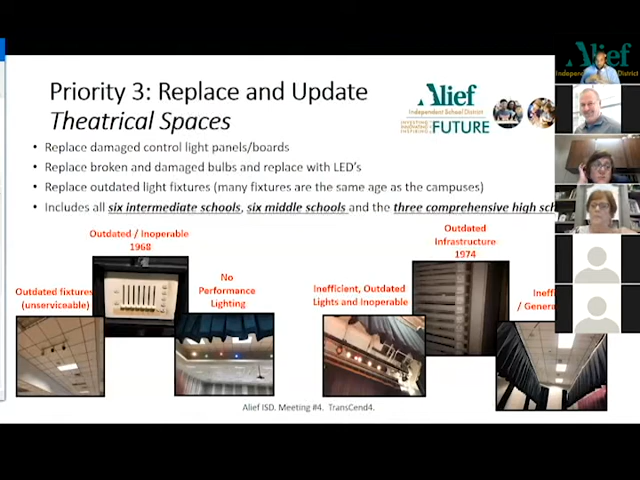 Priority 3: Replace and Update
Theatrical Spaces
Alief
Independent School District
FUTURE
Alief
• Replace damaged control light panels/boards
• Replace broken and damaged bulbs and replace with LED's
• Replace outdated light fixtures (many fixtures are the same age as the campuses)
• Includes all six intermediate schools, six middle schools and the three comprehensive high sch
Outdated / Inoperable
1968
Outdated fixtures
(unserviceable)
No
Performance
Lighting
Inefficient, Outdated
Lights and Inoperable
Outdated
Infrastructure
1974
Ineffi
/ Genera
Alief ISD. Meeting #4. TransCend4.